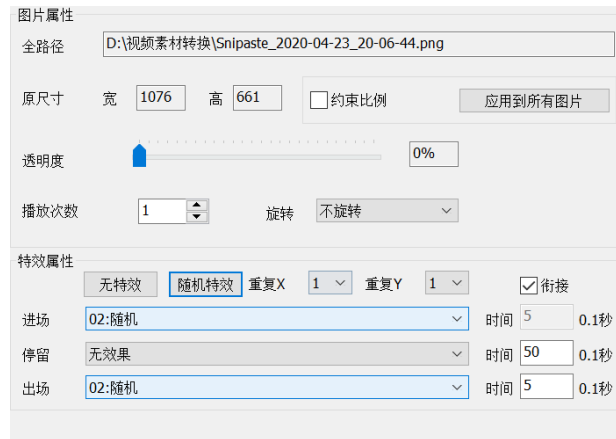 图片属性
全路径 D:\视频素材转换\Snipaste_2020-04-23_20-06-44.png
原尺寸 宽 1076 高 661 约束比例 应用到所有图片
透明度 0%
播放次数 1 旋转 不旋转
特效属性
无特效 随机特效 重复X 1 重复Y 1 衔接
进场 02:随机 时间 5 0.1秒
停留 无效果 时间 50 0.1秒
出场 02:随机 时间 5 0.1秒